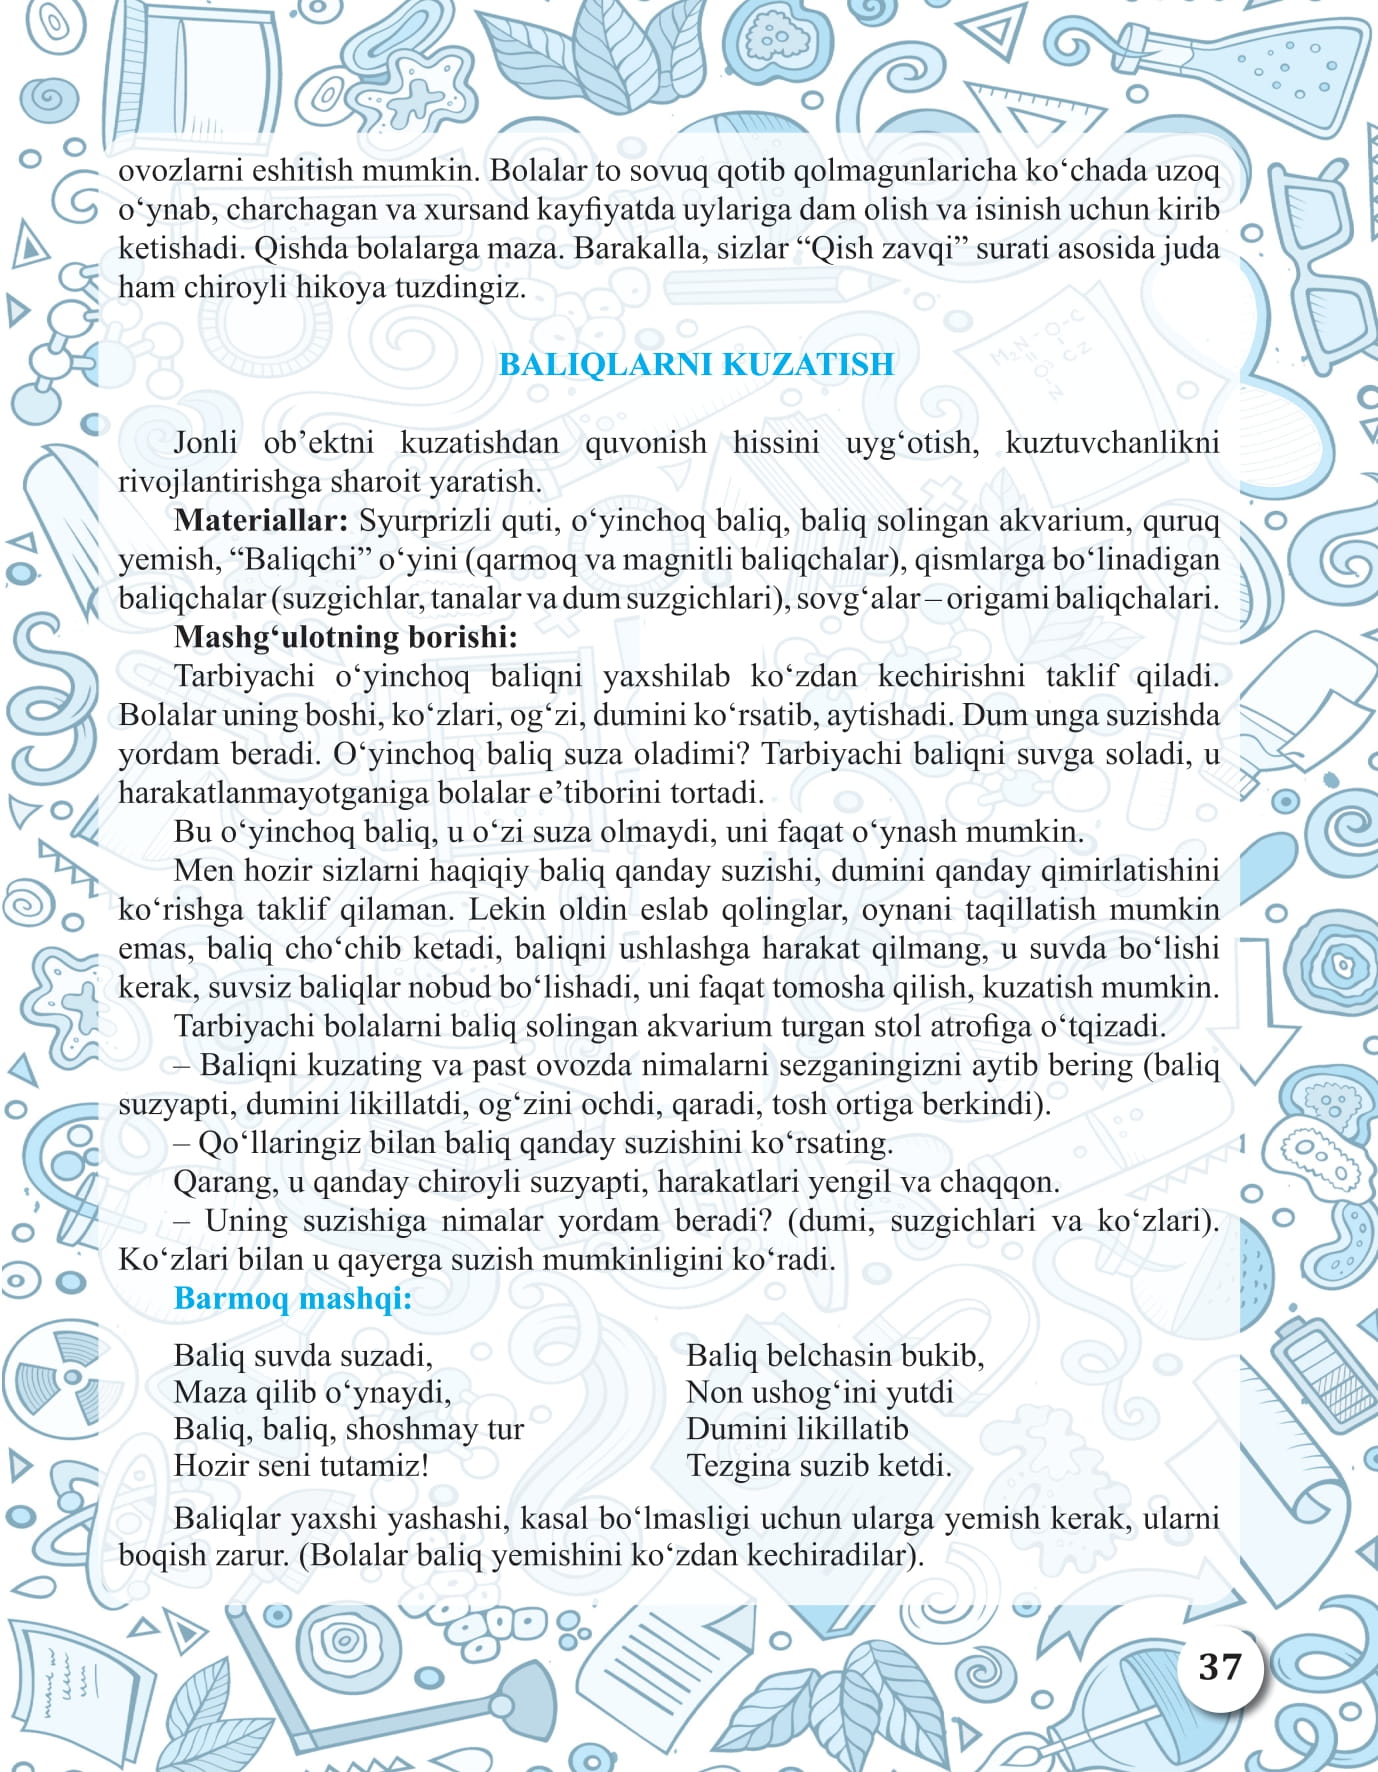 ovozlarni eshitish mumkin. Bolalar to sovuq qotib qolmagunlaricha ko‘chada uzoq
o‘ynab, charchagan va xursand kayfiyatda uylariga dam olish va isinish uchun kirib
ketishadi. Qishda bolalarga maza. Barakalla, sizlar “Qish zavqi” surati asosida juda
ham chiroyli hikoya tuzdingiz.
BALIQLARNI KUZATISH
Jonli ob’ektni kuzatishdan quvonish hissini uyg‘otish, kuztuvchanlikni
rivojlantirishga sharoit yaratish.
Materiallar: Syurprizli quti, o‘yinchoq baliq, baliq solingan akvarium, quruq
yemish, “Baliqchi” o‘yini (qarmoq va magnitli baliqchalar), qismlarga bo‘linadigan
baliqchalar (suzgichlar, tanalar va dum suzgichlari), sovg‘alar – origami baliqchalari.
Mashg‘ulotning borishi:
Tarbiyachi o‘yinchoq baliqni yaxshilab ko‘zdan kechirishni taklif qiladi.
Bolalar uning boshi, ko‘zlari, og‘zi, dumini ko‘rsatib, aytishadi. Dum unga suzishda
yordam beradi. O‘yinchoq baliq suza oladimi? Tarbiyachi baliqni suvga soladi, u
harakatlanmayotganiga bolalar e’tiborini tortadi.
Bu o‘yinchoq baliq, u o‘zi suza olmaydi, uni faqat o‘ynash mumkin.
Men hozir sizlarni haqiqiy baliq qanday suzishi, dumini qanday qimirlatishini
ko‘rishga taklif qilaman. Lekin oldin eslab qolinglar, oynani taqillatish mumkin
emas, baliq cho‘chib ketadi, baliqni ushlashga harakat qilmang, u suvda bo‘lishi
kerak, suvsiz baliqlar nobud bo‘lishadi, uni faqat tomosha qilish, kuzatish mumkin.
Tarbiyachi bolalarni baliq solingan akvarium turgan stol atrofiga o‘tqizadi.
– Baliqni kuzating va past ovozda nimalarni sezganingizni aytib bering (baliq
suzyapti, dumini likillatdi, og‘zini ochdi, qaradi, tosh ortiga berkindi).
– Qo‘llaringiz bilan baliq qanday suzishini ko‘rsating.
Qarang, u qanday chiroyli suzyapti, harakatlari yengil va chaqqon.
– Uning suzishiga nimalar yordam beradi? (dumi, suzgichlari va ko‘zlari).
Ko‘zlari bilan u qayerga suzish mumkinligini ko‘radi.
Barmoq mashqi:
Baliq suvda suzadi,
Maza qilib o‘ynaydi,
Baliq, baliq, shoshmay tur
Hozir seni tutamiz!
Baliq belchasin bukib,
Non ushog‘ini yutdi
Dumini likillatib
Tezgina suzib ketdi.
Baliqlar yaxshi yashashi, kasal bo‘lmasligi uchun ularga yemish kerak, ularni
boqish zarur. (Bolalar baliq yemishini ko‘zdan kechiradilar).
37